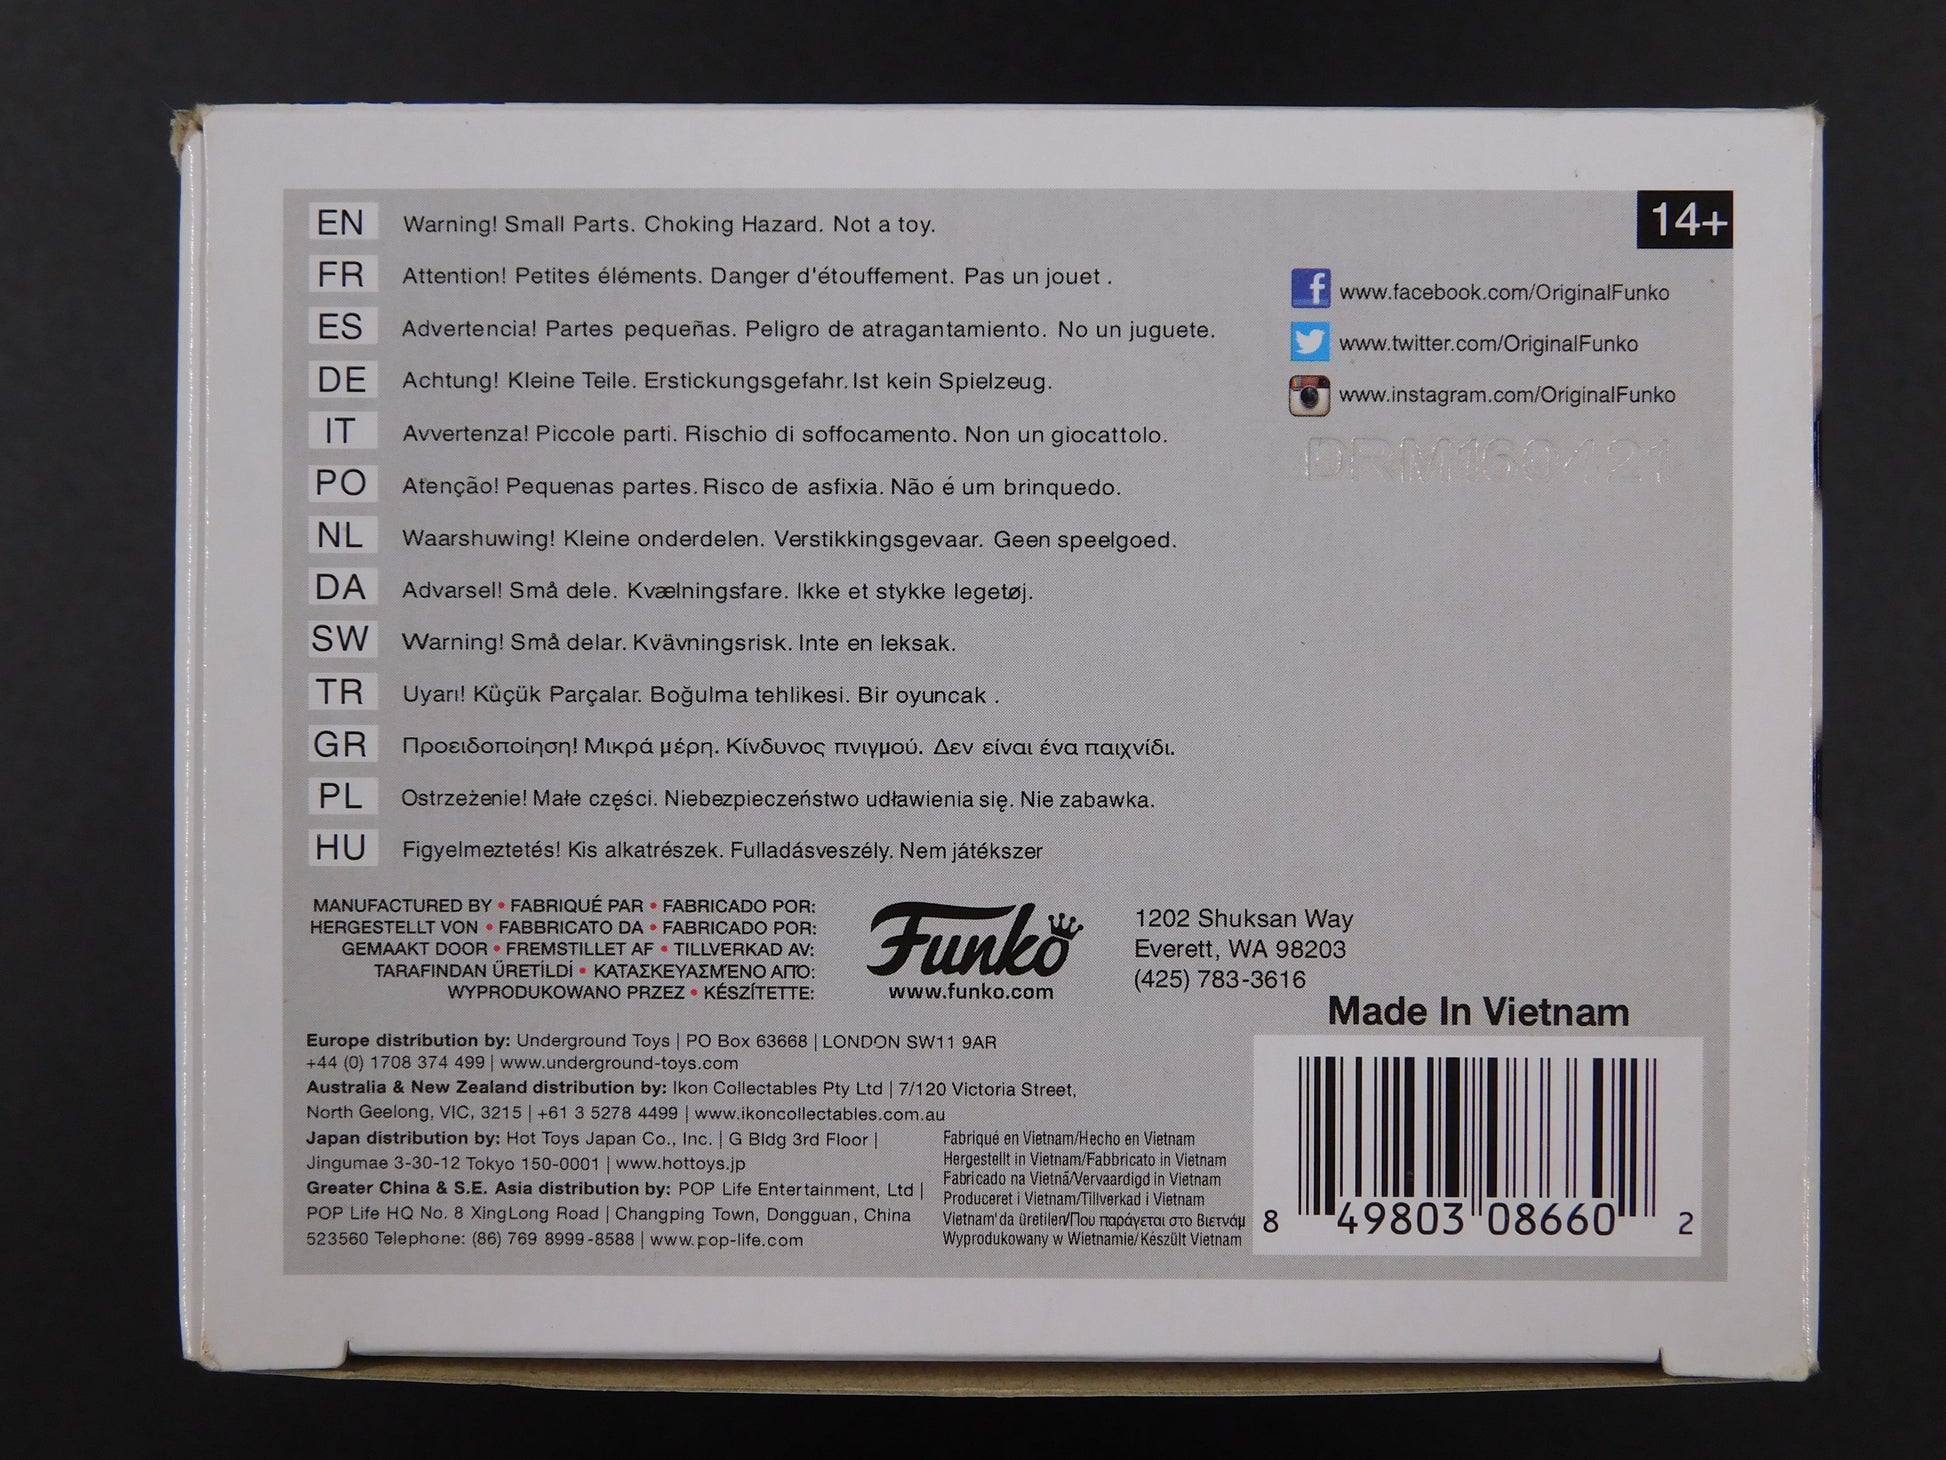 14+
EN Warning! Small Parts. Choking Hazard. Not a toy.
FR Attention! Petites éléments. Danger d'étouffement. Pas un jouet .
ES Advertencia! Partes pequeñas. Peligro de atragantamiento. No un juguete.
DE Achtung! Kleine Teile. Erstickungsgefahr. Ist kein Spielzeug.
IT Avvertenza! Piccole parti. Rischio di soffocamento. Non un giocattolo.
PO Atenção! Pequenas partes. Risco de asfixia. Não é um brinquedo.
NL Waarshuwing! Kleine onderdelen. Verstikkingsgevaar. Geen speelgoed.
DA Advarsel! Små dele. Kvælningsfare. Ikke et stykke legetøj.
SW Warning! Små delar. Kvävningsrisk. Inte en leksak.
TR Uyarı! Küçük Parçalar. Boğulma tehlikesi. Bir oyuncak .
GR Προειδοποίηση! Μικρά μέρη. Κίνδυνος πνιγμού. Δεν είναι ένα παιχνίδι.
PL Ostrzeżenie! Małe części. Niebezpieczeństwo udławienia się. Nie zabawka.
HU Figyelmeztetés! Kis alkatrészek. Fulladásveszély. Nem játékszer
www.facebook.com/OriginalFunko
www.twitter.com/OriginalFunko
www.instagram.com/OriginalFunko
DRM160421
MANUFACTURED BY • FABRIQUÉ PAR • FABRICADO POR:
HERGESTELLT VON • FABBRICATO DA • FABRICADO POR:
GEMAAKT DOOR • FREMSTILLET AF • TILLVERKAD AV:
TARAFINDAN ÜRETİLDİ • ΚΑΤΑΣΚΕΥΑΣΜΈΝΟ ΑΠΌ:
WYPRODUKOWANO PRZEZ • KÉSZÍTETTE:
Funko
www.funko.com
1202 Shuksan Way
Everett, WA 98203
(425) 783-3616
Made In Vietnam
Europe distribution by: Underground Toys | PO Box 63668 | LONDON SW11 9AR
+44 (0) 1708 374 499 | www.underground-toys.com
Australia & New Zealand distribution by: Ikon Collectables Pty Ltd | 7/120 Victoria Street,
North Geelong, VIC, 3215 | +61 3 5278 4499 | www.ikoncollectables.com.au
Japan distribution by: Hot Toys Japan Co., Inc. | G Bldg 3rd Floor |
Jingumae 3-30-12 Tokyo 150-0001 | www.hottoys.jp
Greater China & S.E. Asia distribution by: POP Life Entertainment, Ltd |
POP Life HQ No. 8 XingLong Road | Changping Town, Dongguan, China
523560 Telephone: (86) 769 8999-8588 | www.pop-life.com
Fabriqué en Vietnam/Hecho en Vietnam
Hergestellt in Vietnam/Fabbricato in Vietnam
Fabricado na Vietnã/Vervaardigd in Vietnam
Produceret i Vietnam/Tillverkad i Vietnam
Vietnam'da üretilen/Που παράγεται στο Βιετνάμ
Wyprodukowany w Wietnamie/Készült Vietnam
8 49803 08660 2